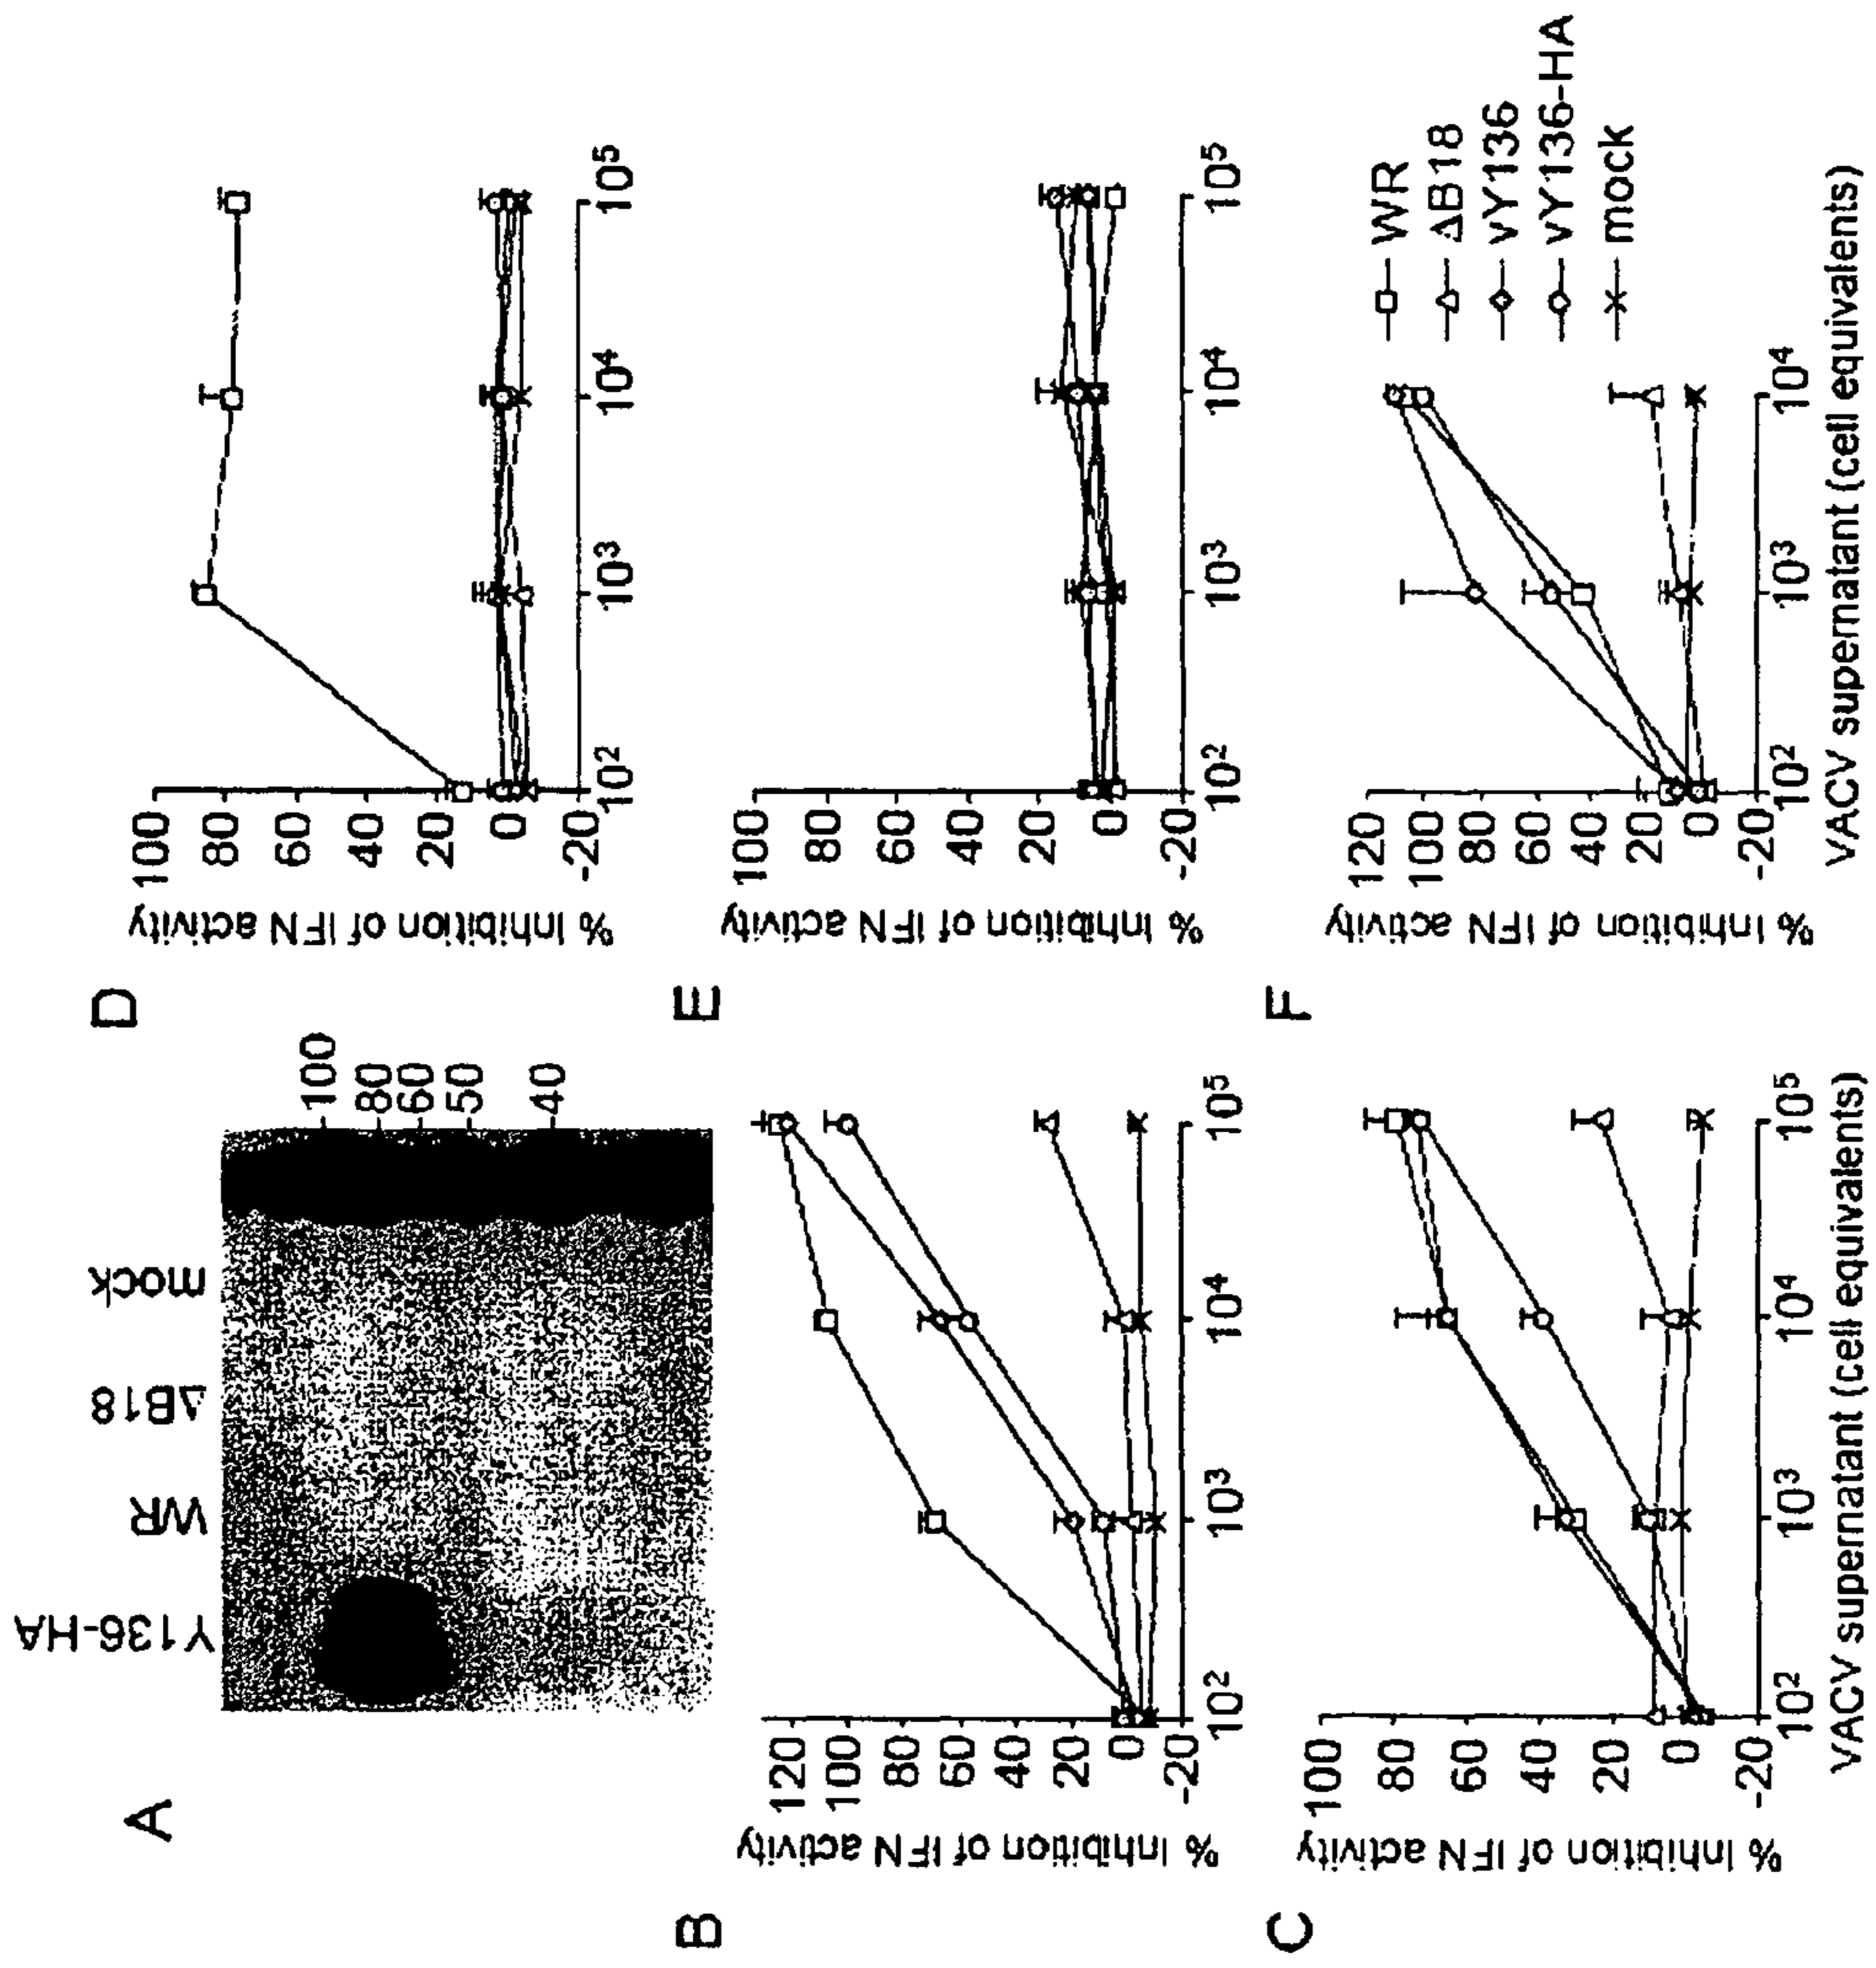 A
Y136-HA
WR
ΔB18
mock
100
80
60
50
40
B
% Inhibition of IFN activity
120
100
80
60
40
20
0
-20
10²
10³
10⁴
10⁵
C
% Inhibition of IFN activity
100
80
60
40
20
0
-20
10²
10³
10⁴
10⁵
VACV supernatant (cell equivalents)
D
% Inhibition of IFN activity
100
80
60
40
20
0
-20
10²
10³
10⁴
10⁵
E
% Inhibition of IFN activity
100
80
60
40
20
0
-20
10²
10³
10⁴
10⁵
F
% Inhibition of IFN activity
120
100
80
60
40
20
0
-20
10²
10³
10⁴
VACV supernatant (cell equivalents)
WR
ΔB18
vY136
vY136-HA
mock